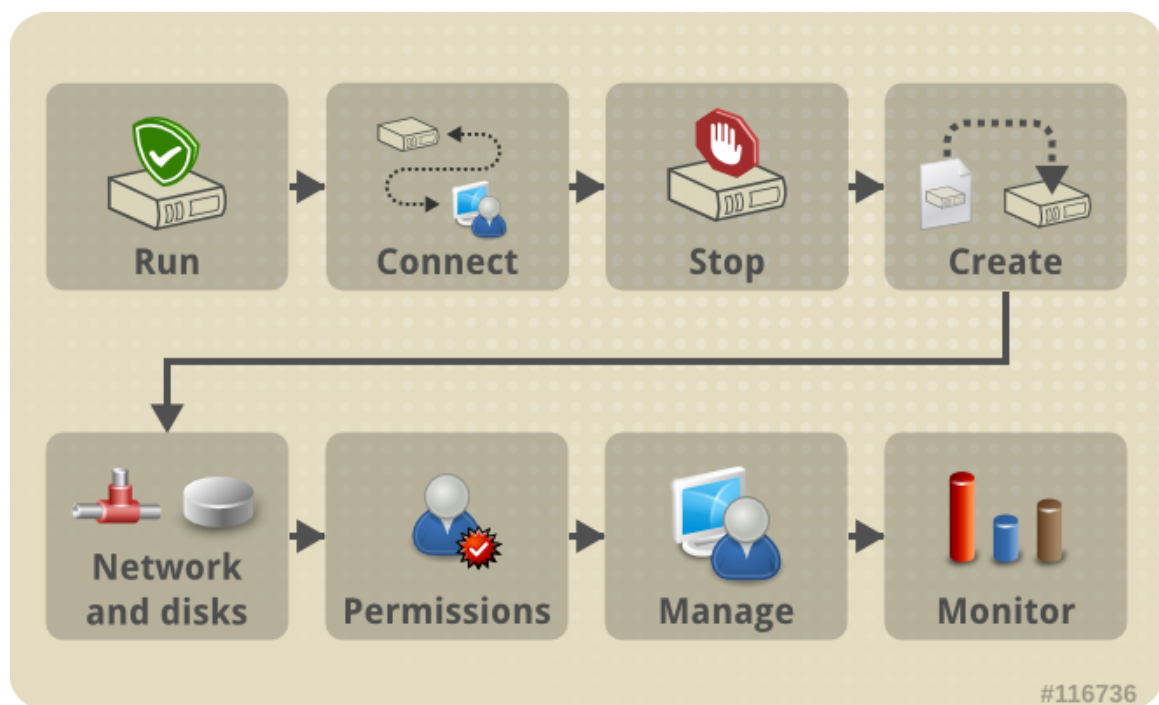 Run
Connect
Stop
Create
Network
and disks
Permissions
Manage
Monitor
#116736